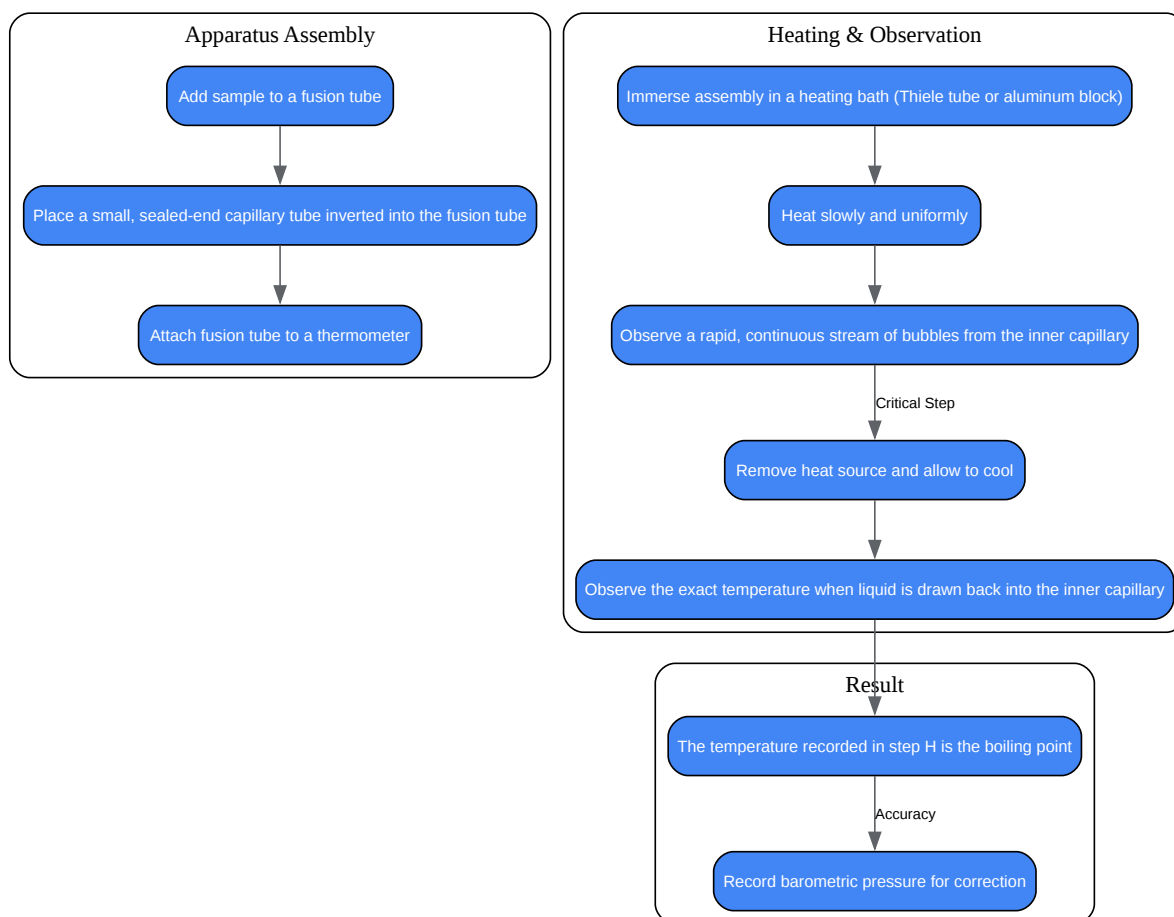 Apparatus Assembly
Add sample to a fusion tube
Place a small, sealed-end capillary tube inverted into the fusion tube
Attach fusion tube to a thermometer
Heating & Observation
Immerse assembly in a heating bath (Thiele tube or aluminum block)
Heat slowly and uniformly
Observe a rapid, continuous stream of bubbles from the inner capillary
Critical Step
Remove heat source and allow to cool
Observe the exact temperature when liquid is drawn back into the inner capillary
Result
The temperature recorded in step H is the boiling point
Accuracy
Record barometric pressure for correction